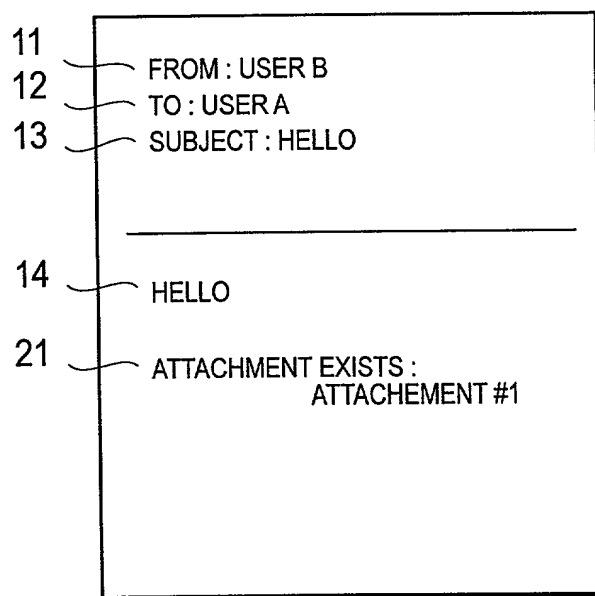 11 FROM : USER B
12 TO : USER A
13 SUBJECT : HELLO
14 HELLO
21 ATTACHMENT EXISTS :
ATTACHEMENT #1